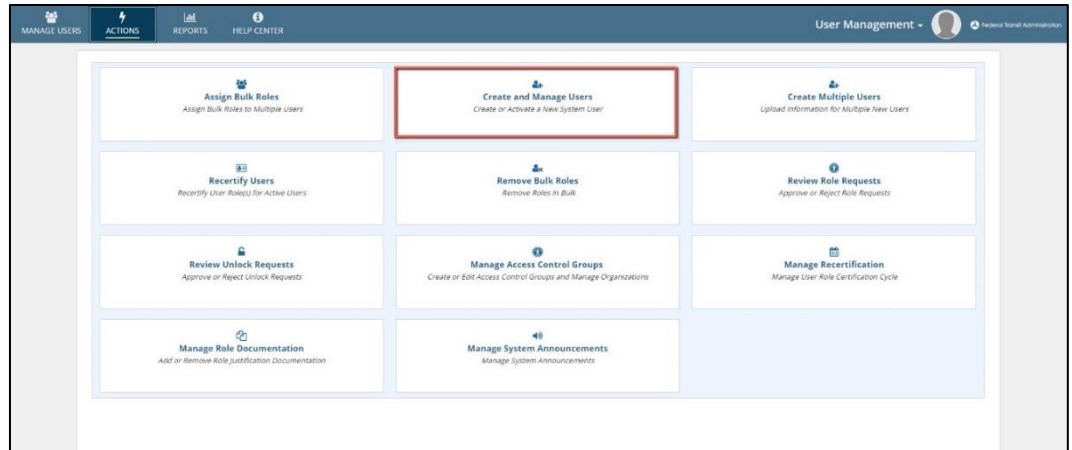 MANAGE USERS
ACTIONS
REPORTS
HELP CENTER
User Management
Federal Transit Administration
Assign Bulk Roles
Assign Bulk Roles to Multiple Users
Create and Manage Users
Create or Activate a New System User
Create Multiple Users
Upload Information for Multiple New Users
Recertify Users
Recertify User Role(s) for Active Users
Remove Bulk Roles
Remove Roles in Bulk
Review Role Requests
Approve or Reject Role Requests
Review Unlock Requests
Approve or Reject Unlock Requests
Manage Access Control Groups
Create or Edit Access Control Groups and Manage Organizations
Manage Recertification
Manage User Role Certification Cycle
Manage Role Documentation
Add or Remove Role Justification Documentation
Manage System Announcements
Manage System Announcements